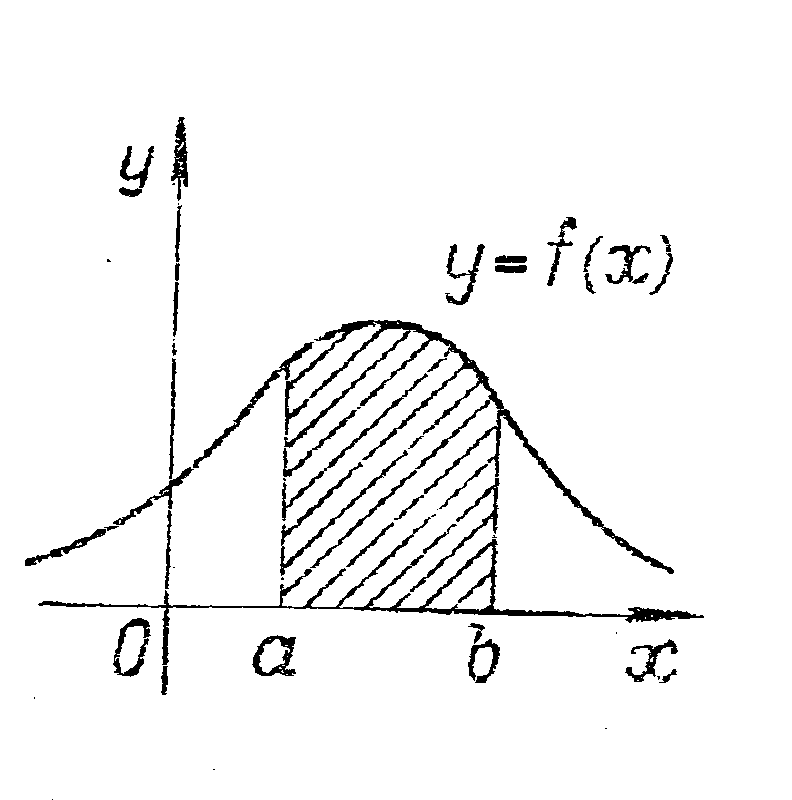 y
y = f(x)
0 a b x